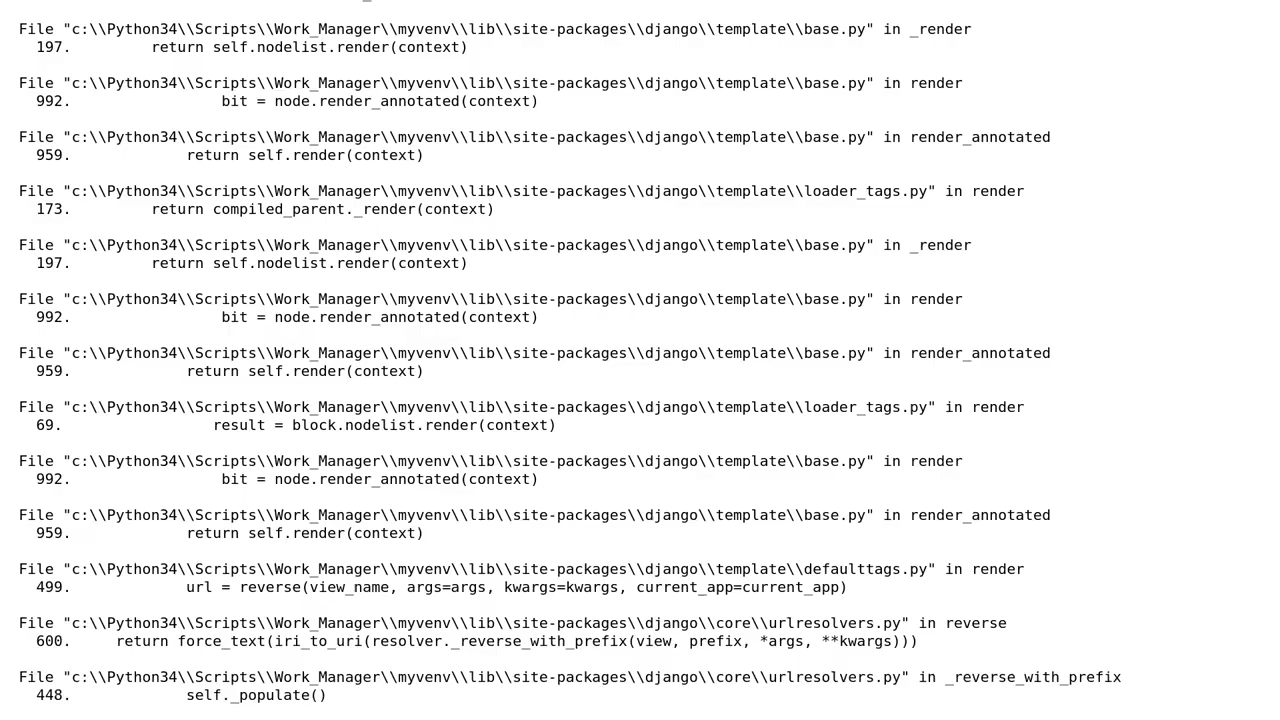 File "c:\\Python34\\Scripts\\Work_Manager\\myvenv\\lib\\site-packages\\django\\template\\base.py" in _render
197. return self.nodelist.render(context)
File "c:\\Python34\\Scripts\\Work_Manager\\myvenv\\lib\\site-packages\\django\\template\\base.py" in render
992. bit = node.render_annotated(context)
File "c:\\Python34\\Scripts\\Work_Manager\\myvenv\\lib\\site-packages\\django\\template\\base.py" in render_annotated
959. return self.render(context)
File "c:\\Python34\\Scripts\\Work_Manager\\myvenv\\lib\\site-packages\\django\\template\\loader_tags.py" in render
173. return compiled_parent._render(context)
File "c:\\Python34\\Scripts\\Work_Manager\\myvenv\\lib\\site-packages\\django\\template\\base.py" in _render
197. return self.nodelist.render(context)
File "c:\\Python34\\Scripts\\Work_Manager\\myvenv\\lib\\site-packages\\django\\template\\base.py" in render
992. bit = node.render_annotated(context)
File "c:\\Python34\\Scripts\\Work_Manager\\myvenv\\lib\\site-packages\\django\\template\\base.py" in render_annotated
959. return self.render(context)
File "c:\\Python34\\Scripts\\Work_Manager\\myvenv\\lib\\site-packages\\django\\template\\loader_tags.py" in render
69. result = block.nodelist.render(context)
File "c:\\Python34\\Scripts\\Work_Manager\\myvenv\\lib\\site-packages\\django\\template\\base.py" in render
992. bit = node.render_annotated(context)
File "c:\\Python34\\Scripts\\Work_Manager\\myvenv\\lib\\site-packages\\django\\template\\base.py" in render_annotated
959. return self.render(context)
File "c:\\Python34\\Scripts\\Work_Manager\\myvenv\\lib\\site-packages\\django\\template\\defaulttags.py" in render
499. url = reverse(view_name, args=args, kwargs=kwargs, current_app=current_app)
File "c:\\Python34\\Scripts\\Work_Manager\\myvenv\\lib\\site-packages\\django\\core\\urlresolvers.py" in reverse
600. return force_text(iri_to_uri(resolver._reverse_with_prefix(view, prefix, *args, **kwargs)))
File "c:\\Python34\\Scripts\\Work_Manager\\myvenv\\lib\\site-packages\\django\\core\\urlresolvers.py" in _reverse_with_prefix
448. self._populate()